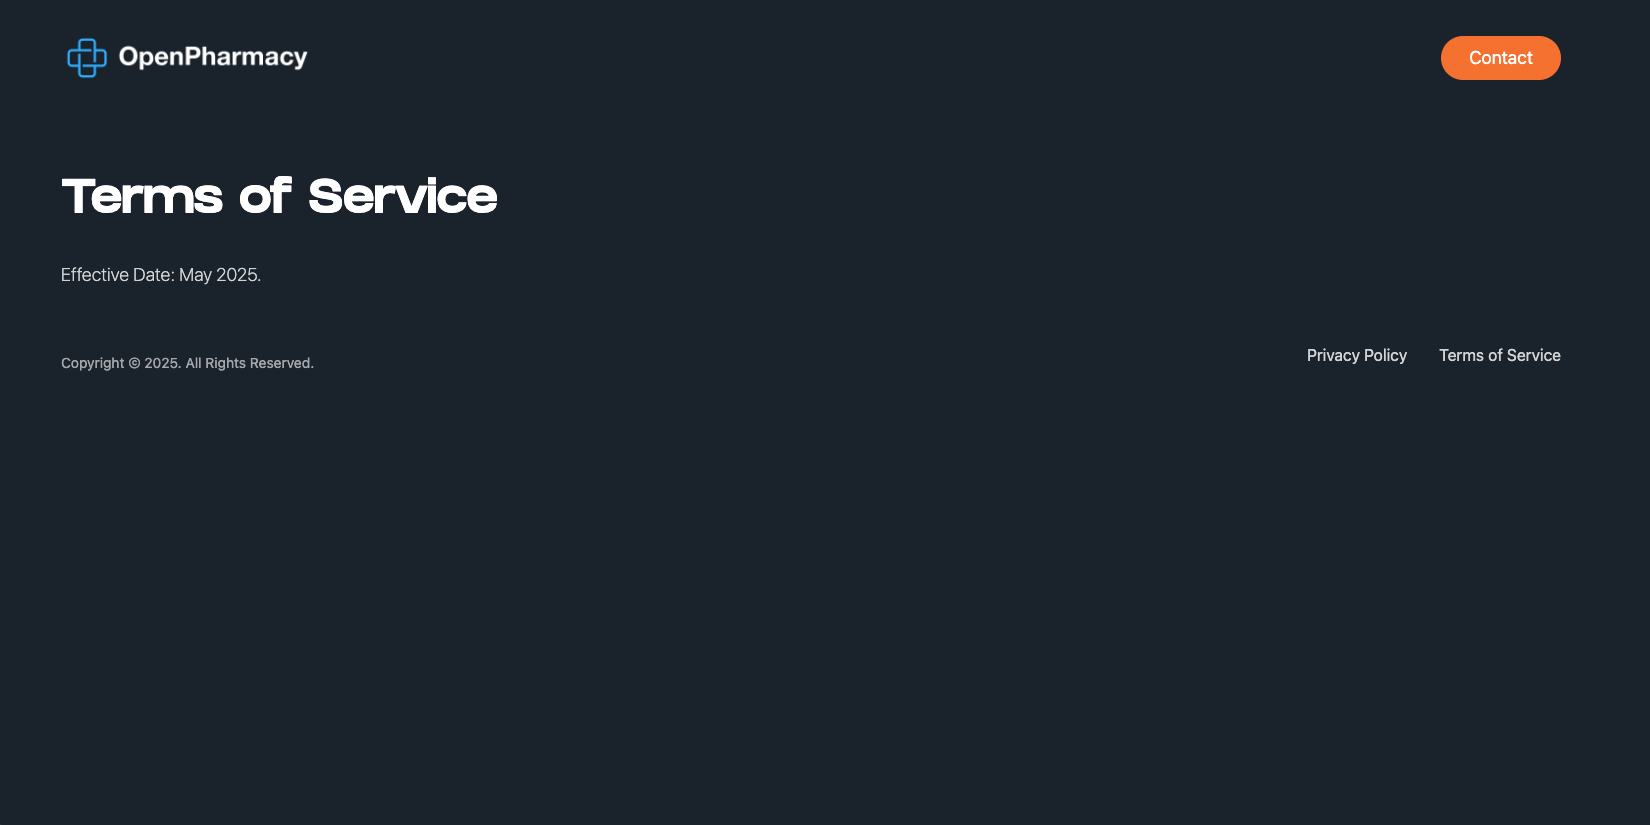 OpenPharmacy
Contact
Terms of Service
Effective Date: May 2025.
Copyright © 2025. All Rights Reserved.
Privacy Policy
Terms of Service